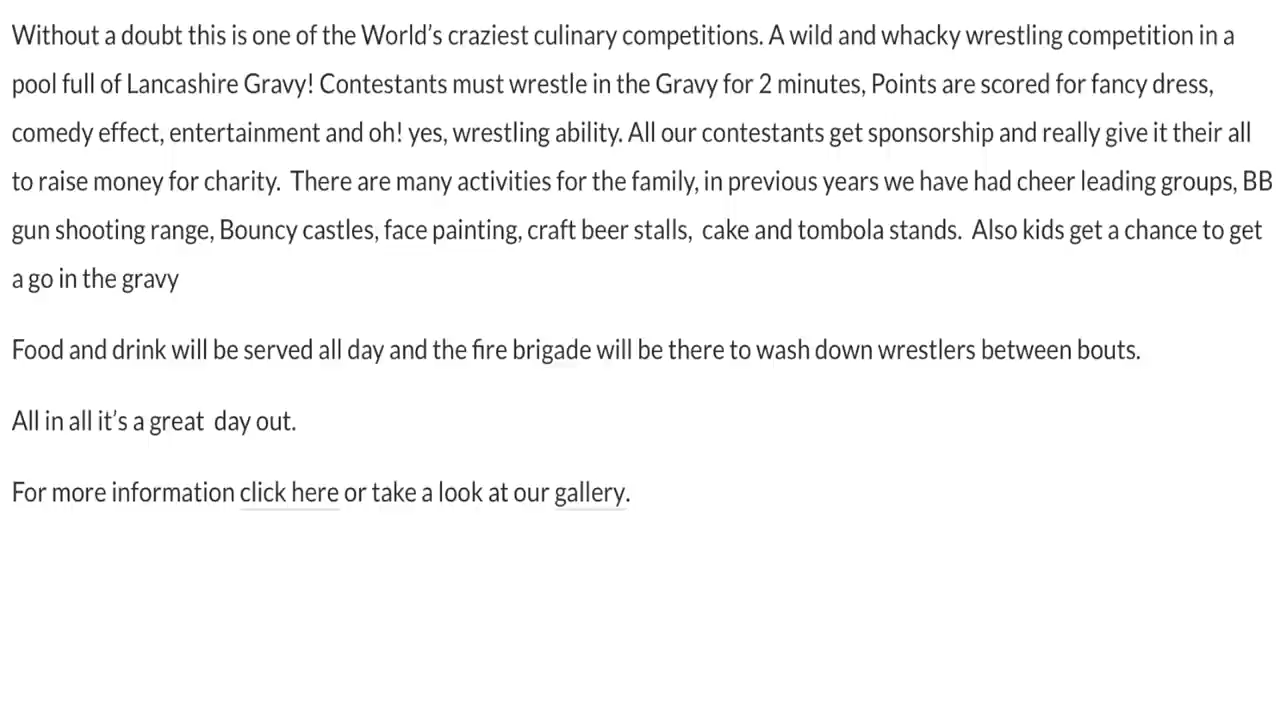 Without a doubt this is one of the World’s craziest culinary competitions. A wild and whacky wrestling competition in a
pool full of Lancashire Gravy! Contestants must wrestle in the Gravy for 2 minutes, Points are scored for fancy dress,
comedy effect, entertainment and oh! yes, wrestling ability. All our contestants get sponsorship and really give it their all
to raise money for charity.  There are many activities for the family, in previous years we have had cheer leading groups, BB
gun shooting range, Bouncy castles, face painting, craft beer stalls,  cake and tombola stands.  Also kids get a chance to get
a go in the gravy
Food and drink will be served all day and the fire brigade will be there to wash down wrestlers between bouts.
All in all it’s a great  day out.
For more information click here or take a look at our gallery.